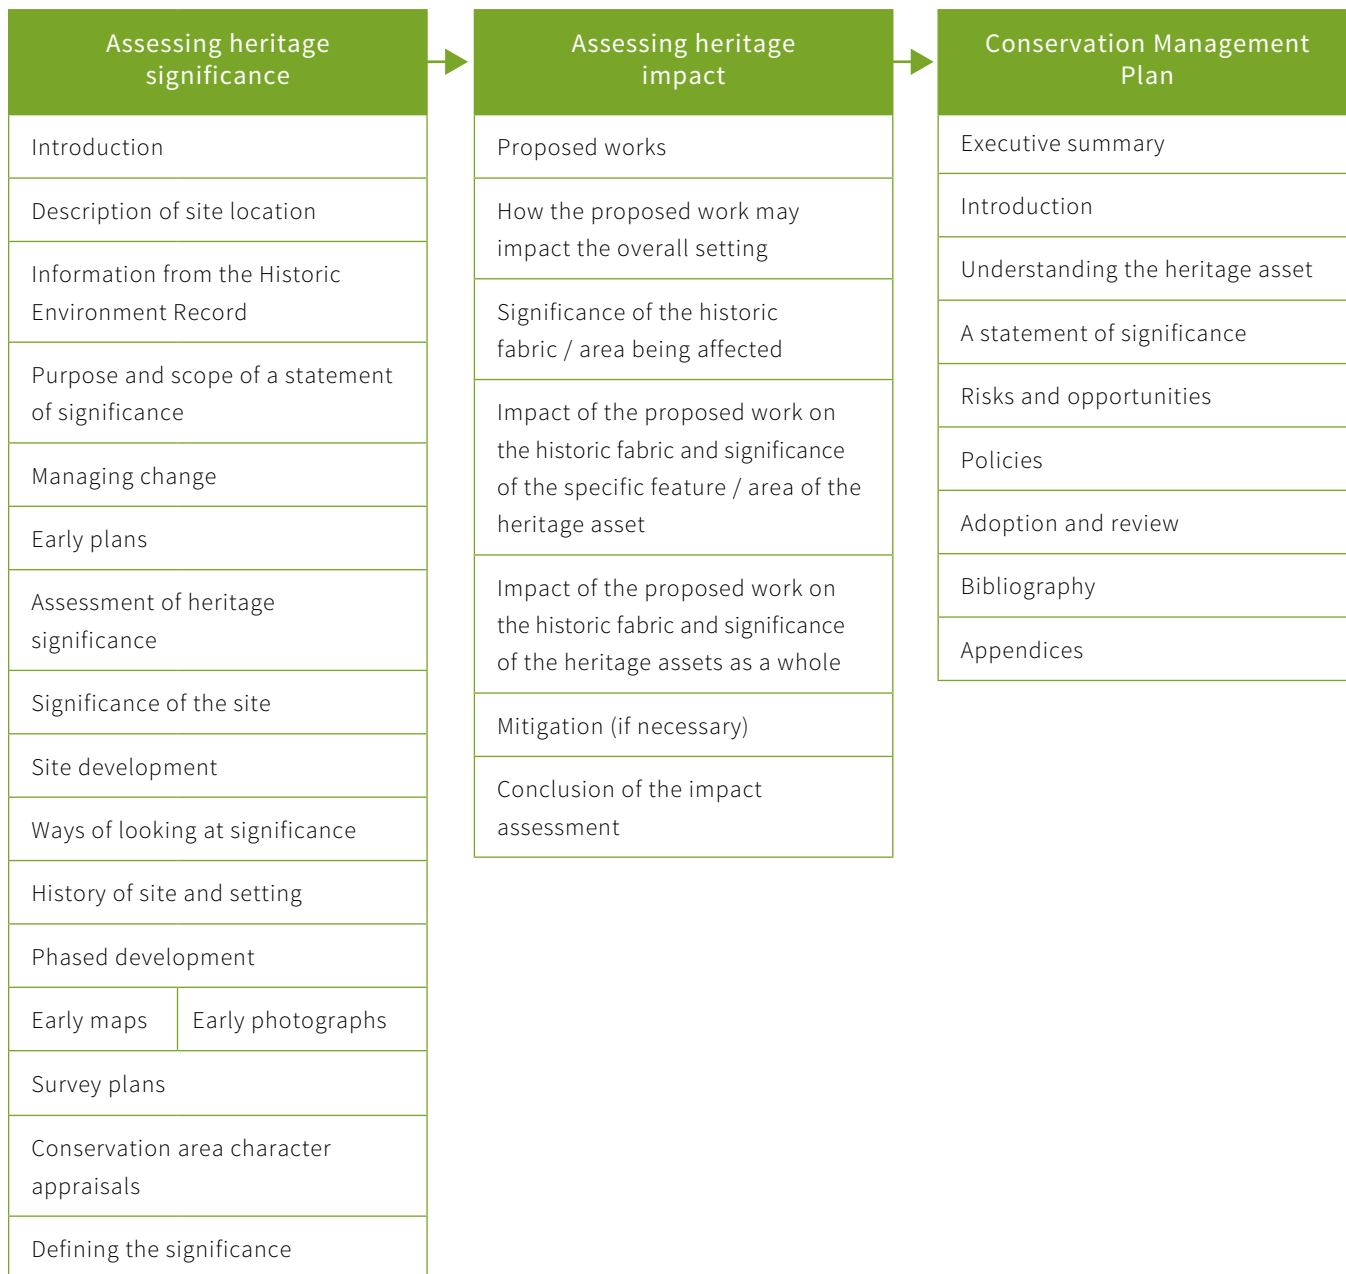 Assessing heritage
significance
Introduction
Description of site location
Information from the Historic
Environment Record
Purpose and scope of a statement
of significance
Managing change
Early plans
Assessment of heritage
significance
Significance of the site
Site development
Ways of looking at significance
History of site and setting
Phased development
Early maps
Early photographs
Survey plans
Conservation area character
appraisals
Defining the significance
Assessing heritage
impact
Proposed works
How the proposed work may
impact the overall setting
Significance of the historic
fabric / area being affected
Impact of the proposed work on
the historic fabric and significance
of the specific feature / area of the
heritage asset
Impact of the proposed work on
the historic fabric and significance
of the heritage assets as a whole
Mitigation (if necessary)
Conclusion of the impact
assessment
Conservation Management
Plan
Executive summary
Introduction
Understanding the heritage asset
A statement of significance
Risks and opportunities
Policies
Adoption and review
Bibliography
Appendices